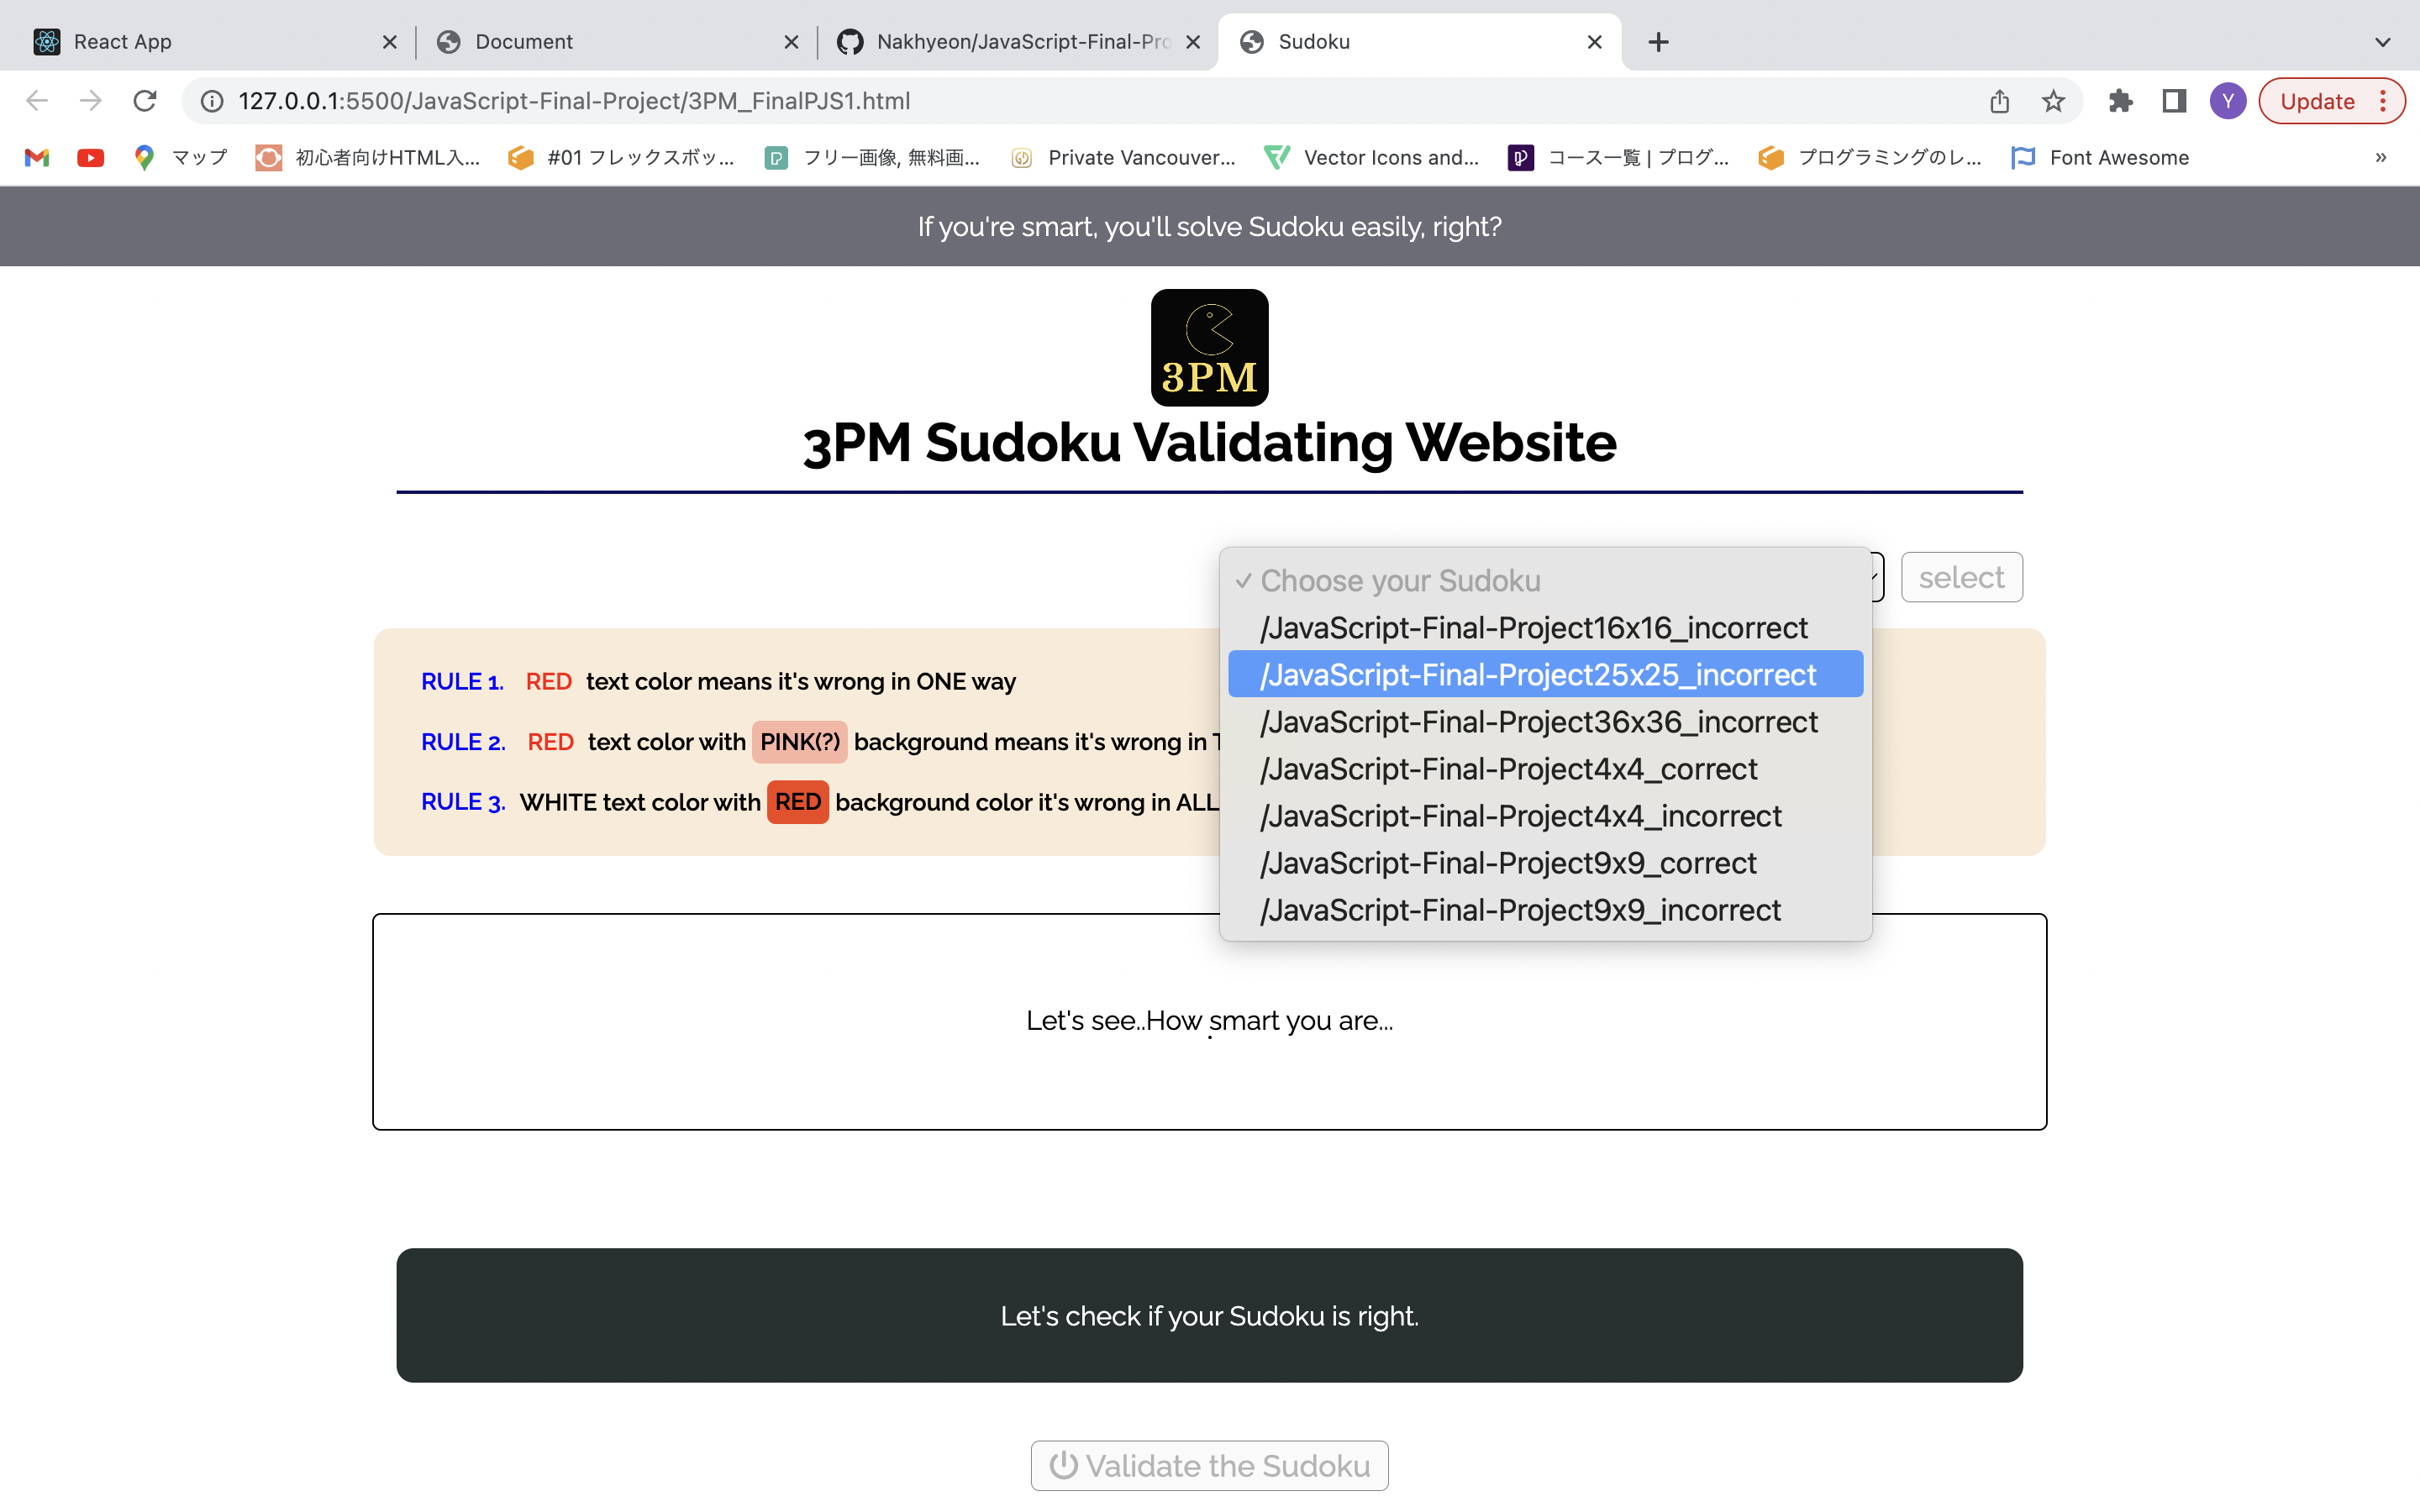 React App
Document
Nakhyeon/JavaScript-Final-Pro
Sudoku
127.0.0.1:5500/JavaScript-Final-Project/3PM_FinalPJS1.html
Y
Update
マップ
初心者向けHTML入...
#01 フレックスボッ...
フリー画像, 無料画...
Private Vancouver...
Vector Icons and...
コース一覧 | プログ...
プログラミングのレ...
Font Awesome
»
If you're smart, you'll solve Sudoku easily, right?
3PM
3PM Sudoku Validating Website
✓ Choose your Sudoku
select
/JavaScript-Final-Project16x16_incorrect
/JavaScript-Final-Project25x25_incorrect
/JavaScript-Final-Project36x36_incorrect
/JavaScript-Final-Project4x4_correct
/JavaScript-Final-Project4x4_incorrect
/JavaScript-Final-Project9x9_correct
/JavaScript-Final-Project9x9_incorrect
RULE 1. RED text color means it's wrong in ONE way
RULE 2. RED text color with PINK(?) background means it's wrong in
RULE 3. WHITE text color with RED background color it's wrong in ALL
Let's see..How smart you are...
.
Let's check if your Sudoku is right.
Validate the Sudoku